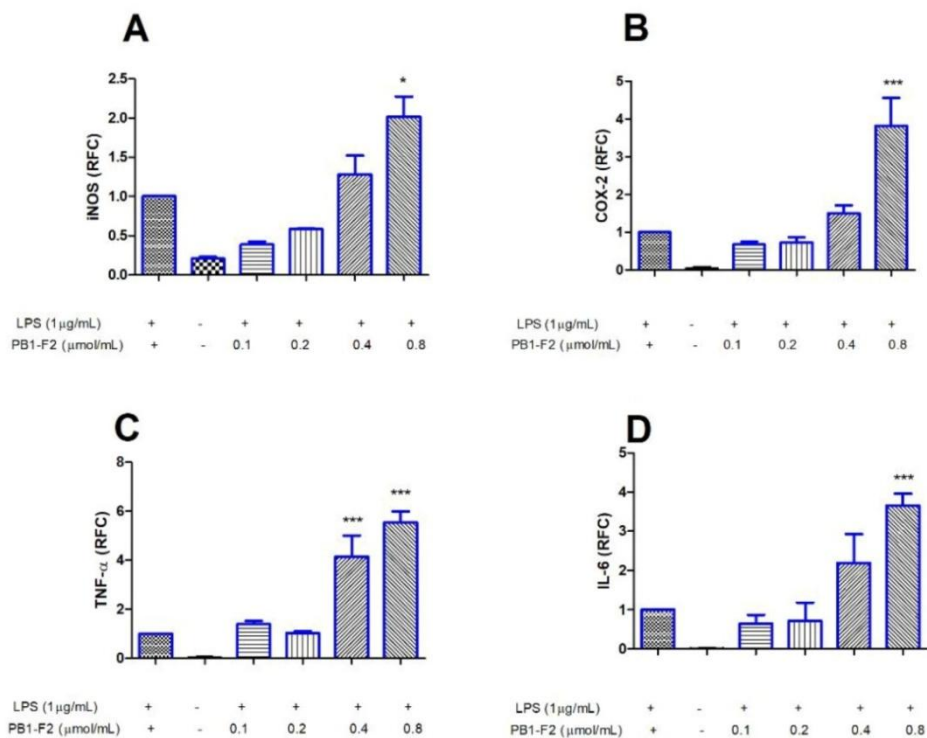 A
iNOS (RFC)
2.5
2.0
1.5
1.0
0.5
0.0
*
LPS (1μg/mL) + - + + + +
PB1-F2 (μmol/mL) + - 0.1 0.2 0.4 0.8
B
COX-2 (RFC)
5
4
3
2
1
0
***
LPS (1μg/mL) + - + + + +
PB1-F2 (μmol/mL) + - 0.1 0.2 0.4 0.8
C
TNF-α (RFC)
8
6
4
2
0
*** ***
LPS (1μg/mL) + - + + + +
PB1-F2 (μmol/mL) + - 0.1 0.2 0.4 0.8
D
IL-6 (RFC)
5
4
3
2
1
0
***
LPS (1μg/mL) + - + + + +
PB1-F2 (μmol/mL) + - 0.1 0.2 0.4 0.8